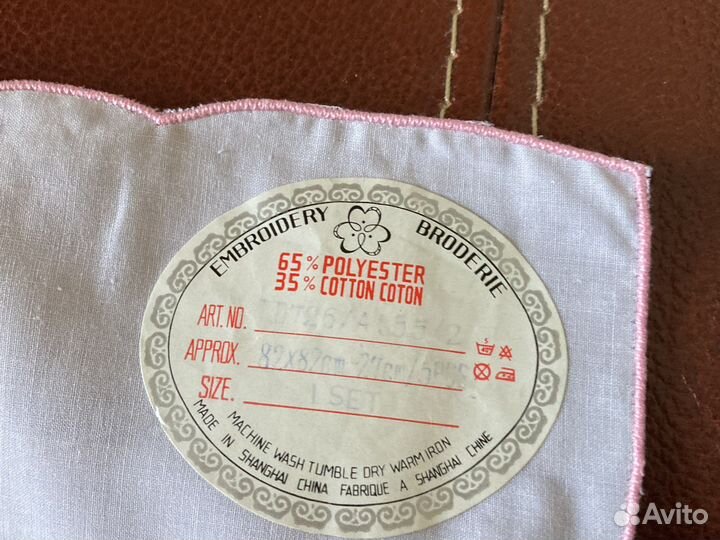 EMBROIDERY BRODERIE
65% POLYESTER
35% COTTON COTON
ART. NO.
APPROX. 82X82cm
SIZE. 1 SET
MACHINE WASH TUMBLE DRY WARM IRON
MADE IN SHANGHAI CHINA FABRIQUE A SHANGHAI CHINE
Avito